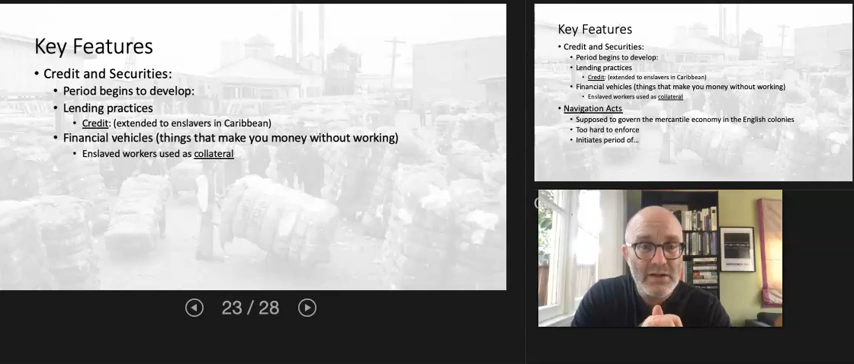 Key Features
• Credit and Securities:
• Period begins to develop:
• Lending practices
• Credit: (extended to enslavers in Caribbean)
• Financial vehicles (things that make you money without working)
• Enslaved workers used as collateral
23 / 28
Key Features
• Credit and Securities:
• Period begins to develop:
• Lending practices
• Credit: (extended to enslavers in Caribbean)
• Financial vehicles (things that make you money without working)
• Enslaved workers used as collateral
• Navigation Acts
• Supposed to govern the mercantile economy in the English colonies
• Too hard to enforce
• Initiates period of...